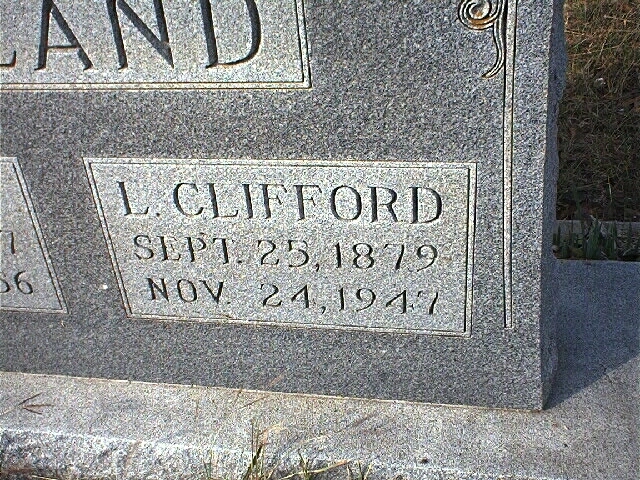 LAND
L. CLIFFORD
SEPT. 25, 1879
NOV. 24, 1947